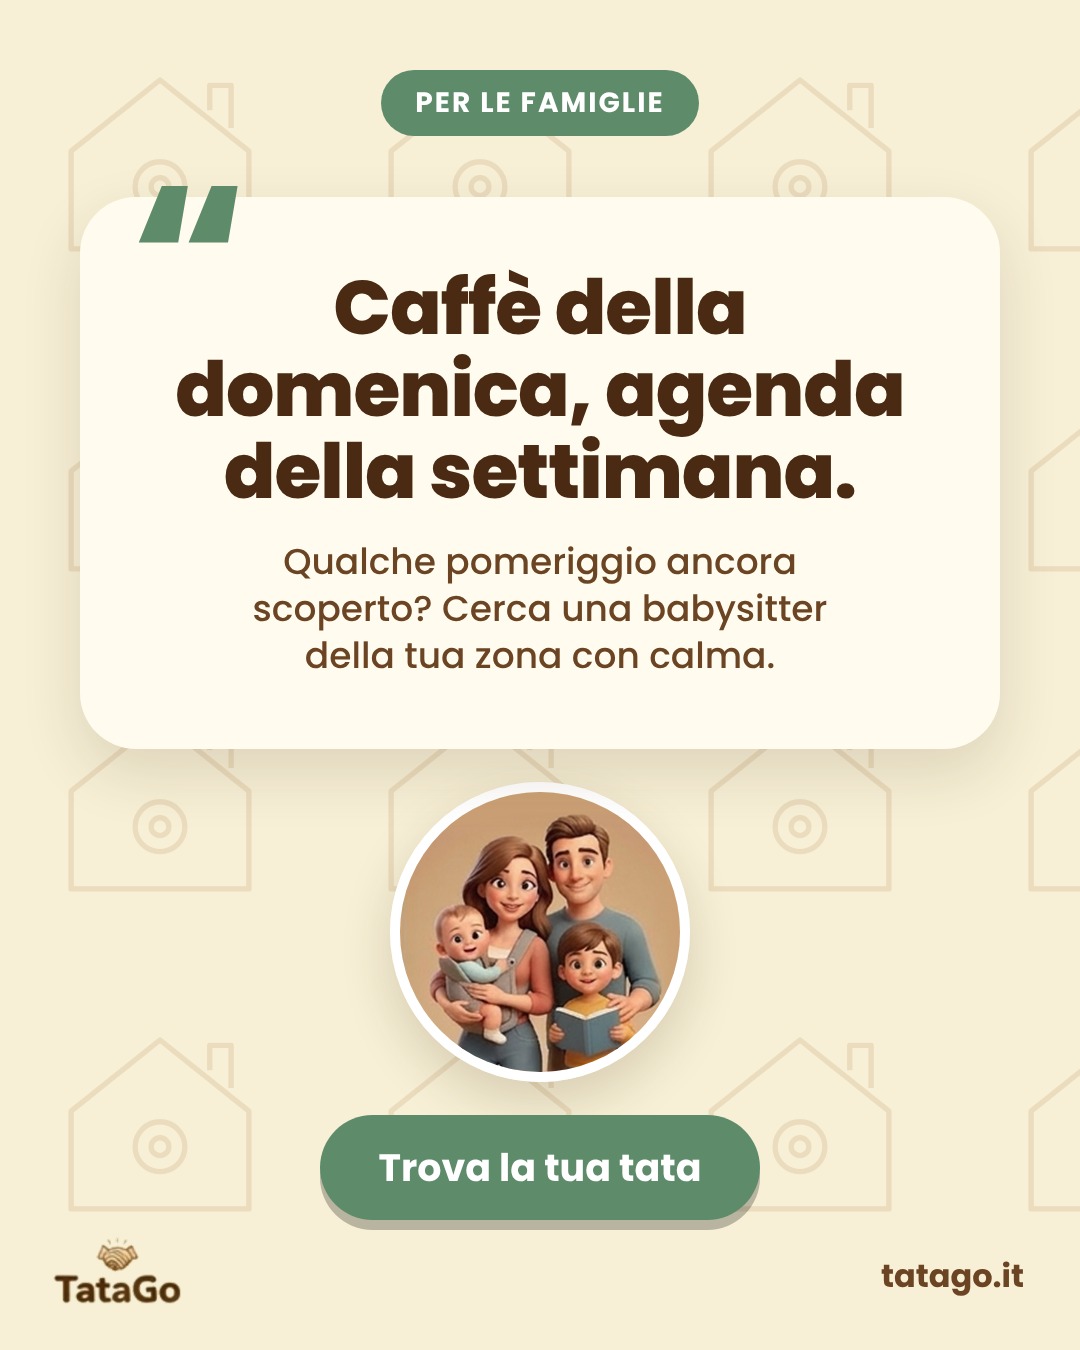 PER LE FAMIGLIE
“
Caffè della
domenica, agenda
della settimana.
Qualche pomeriggio ancora
scoperto? Cerca una babysitter
della tua zona con calma.
Trova la tua tata
TataGo
tatago.it